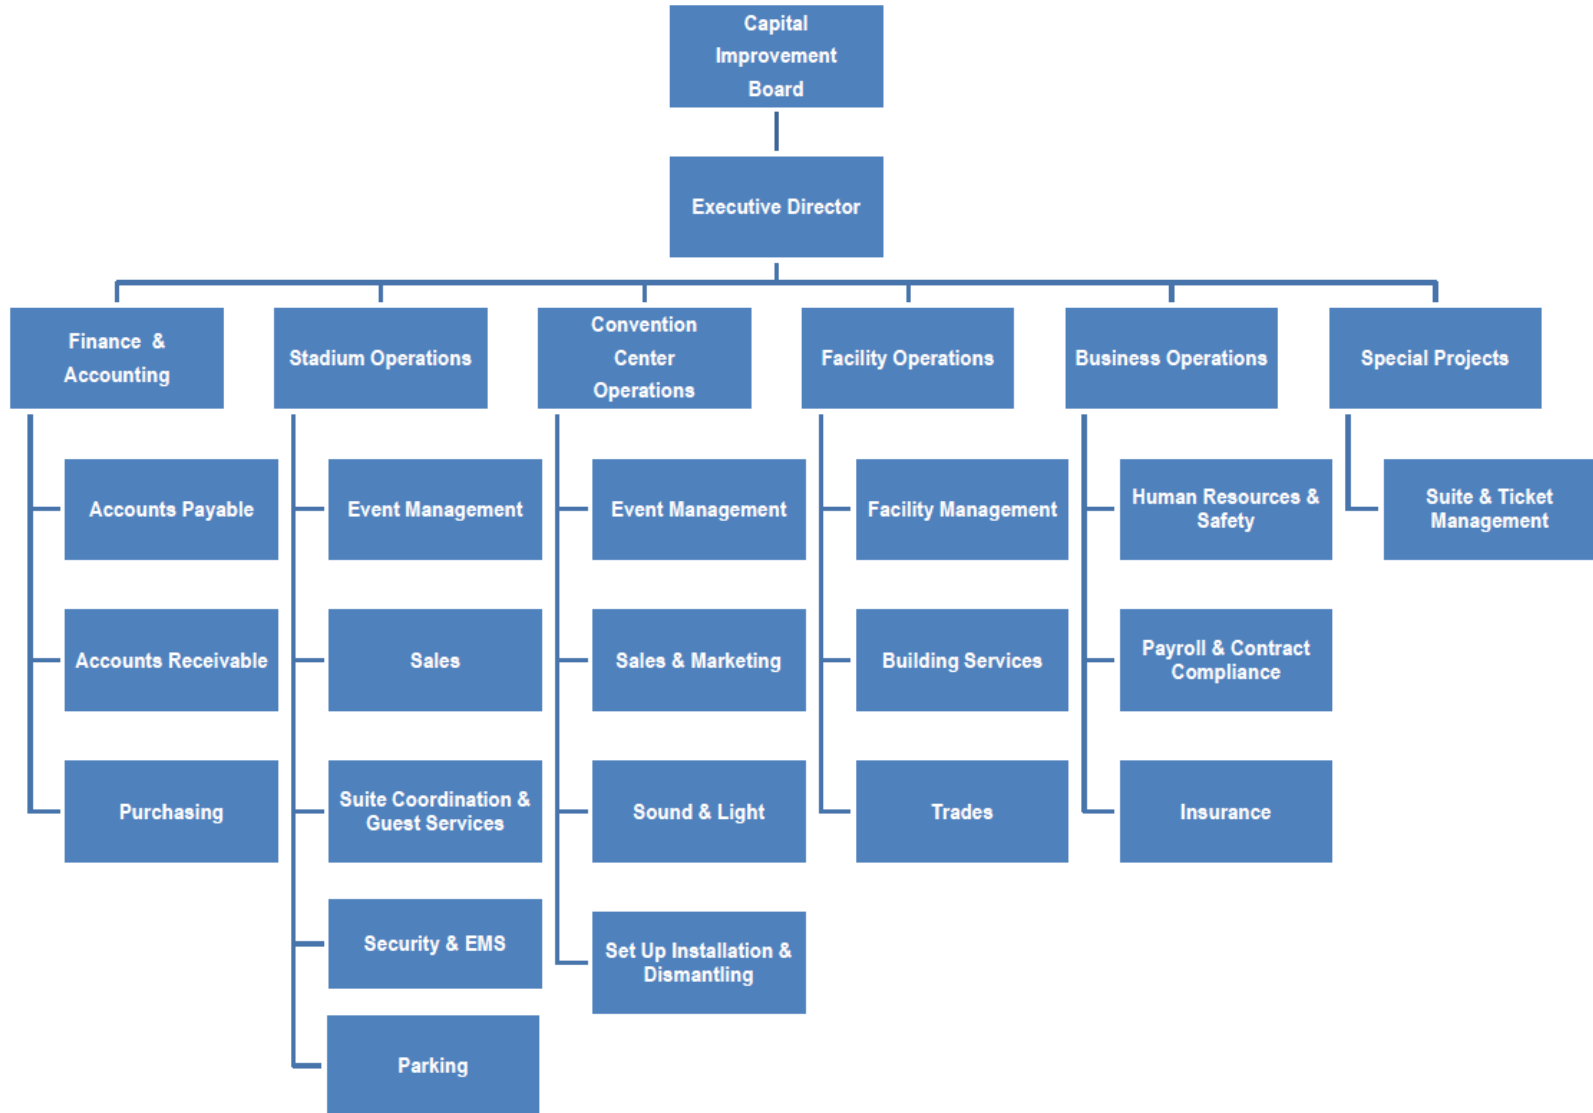 Capital
Improvement
Board
Executive Director
Finance &
Accounting
Stadium Operations
Convention
Center
Operations
Facility Operations
Business Operations
Special Projects
Accounts Payable
Event Management
Event Management
Facility Management
Human Resources &
Safety
Suite & Ticket
Management
Accounts Receivable
Sales
Sales & Marketing
Building Services
Payroll & Contract
Compliance
Purchasing
Suite Coordination &
Guest Services
Sound & Light
Trades
Insurance
Security & EMS
Set Up Installation &
Dismantling
Parking